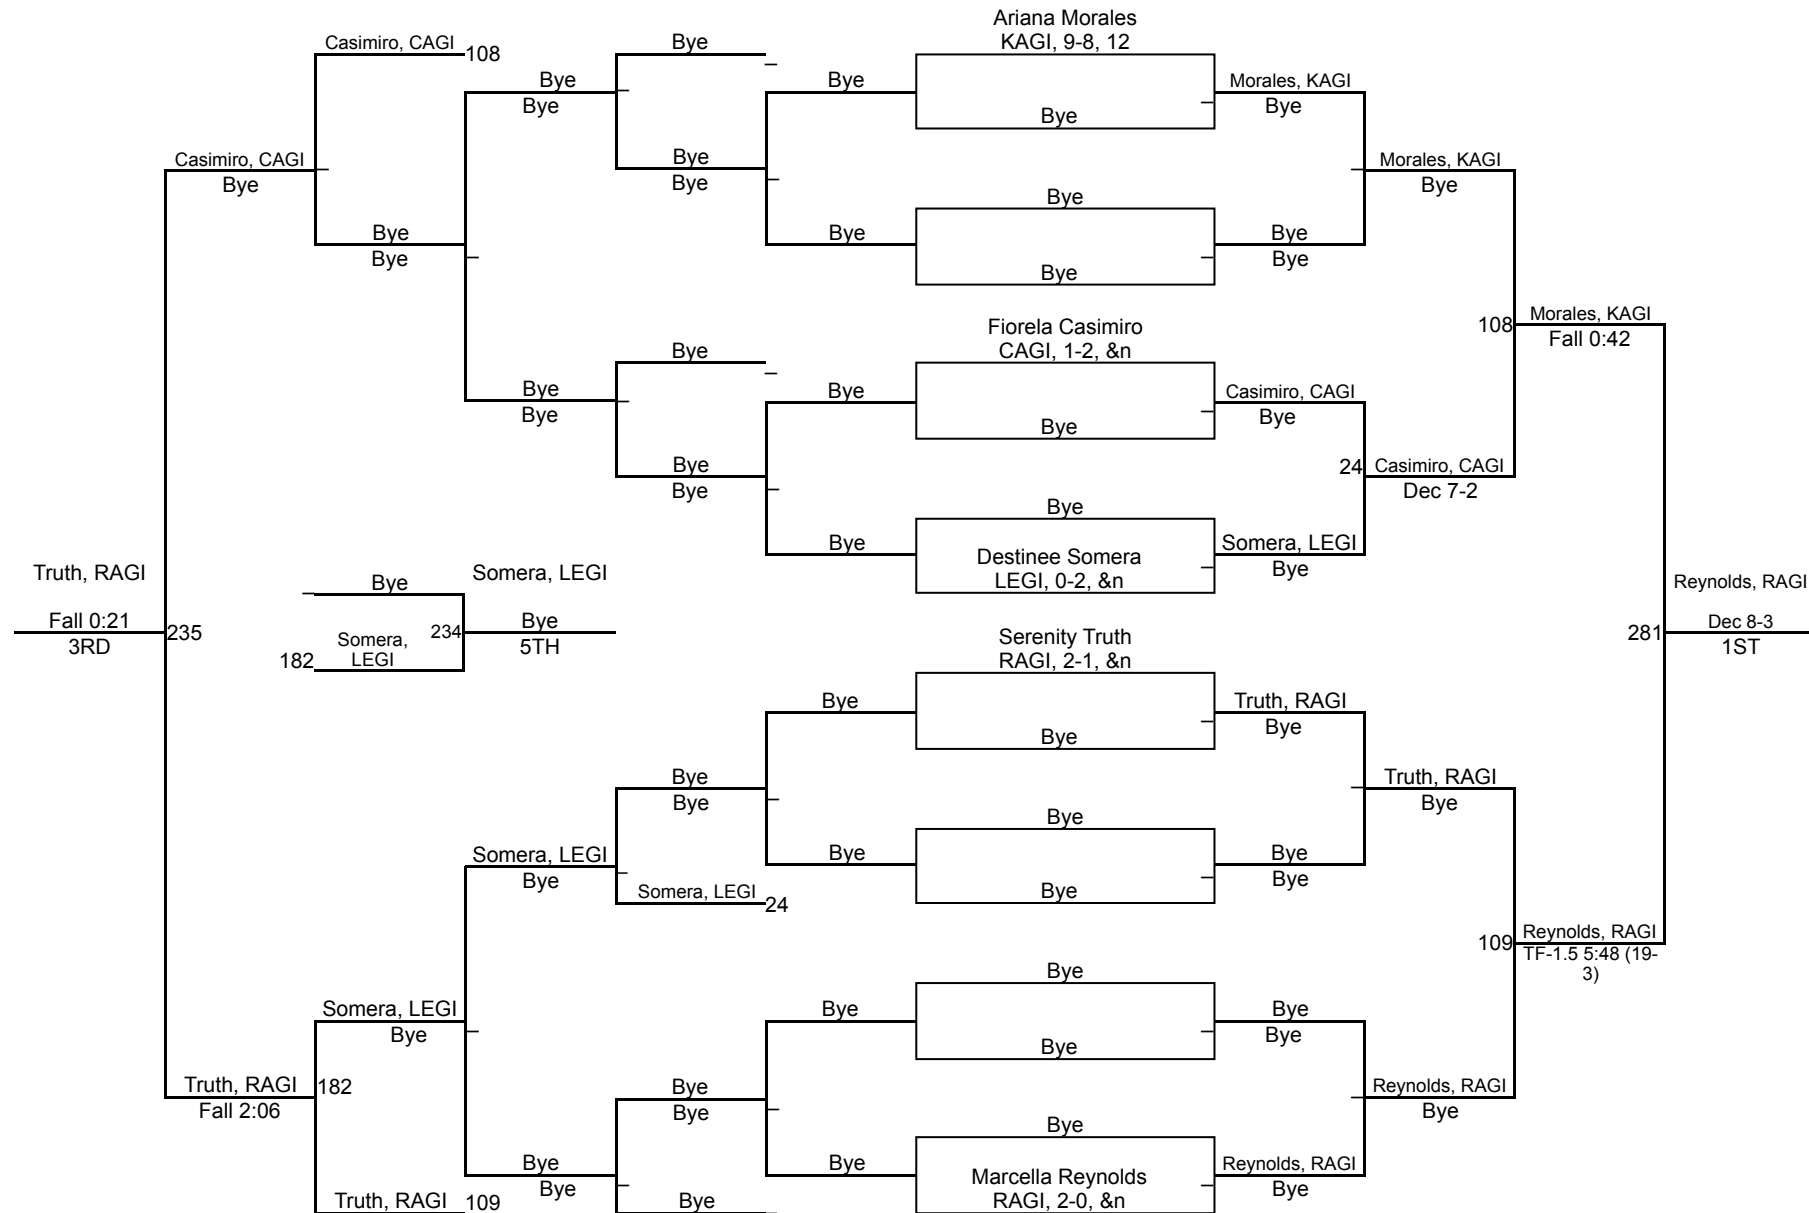 Ariana Morales
KAGI, 9-8, 12
Casimiro, CAGI
108
Bye
Bye
Bye
Bye
Morales, KAGI
Bye
Bye
Casimiro, CAGI
Bye
Bye
Bye
Morales, KAGI
Bye
Bye
Bye
Bye
Bye
Bye
Bye
Bye
Fiorela Casimiro
CAGI, 1-2, &n
108
Morales, KAGI
Fall 0:42
Bye
Bye
Bye
Bye
Casimiro, CAGI
Bye
Bye
Bye
Bye
24
Casimiro, CAGI
Dec 7-2
Bye
Bye
Destinee Somera
LEGI, 0-2, &n
Somera, LEGI
Bye
Truth, RAGI
Fall 0:21
3RD
235
Bye
182
Somera,
LEGI
234
Somera, LEGI
Bye
5TH
Serenity Truth
RAGI, 2-1, &n
281
Reynolds, RAGI
Dec 8-3
1ST
Bye
Bye
Truth, RAGI
Bye
Bye
Bye
Truth, RAGI
Bye
Bye
Bye
Bye
Bye
Bye
Somera, LEGI
Bye
Somera, LEGI
24
109
Reynolds, RAGI
TF-1.5 5:48 (19-
3)
Bye
Bye
Bye
Bye
Bye
Somera, LEGI
Bye
Truth, RAGI
Fall 2:06
182
Bye
Bye
Reynolds, RAGI
Bye
Bye
Bye
Bye
Bye
Marcella Reynolds
RAGI, 2-0, &n
Reynolds, RAGI
Bye
Truth, RAGI
109
Bye